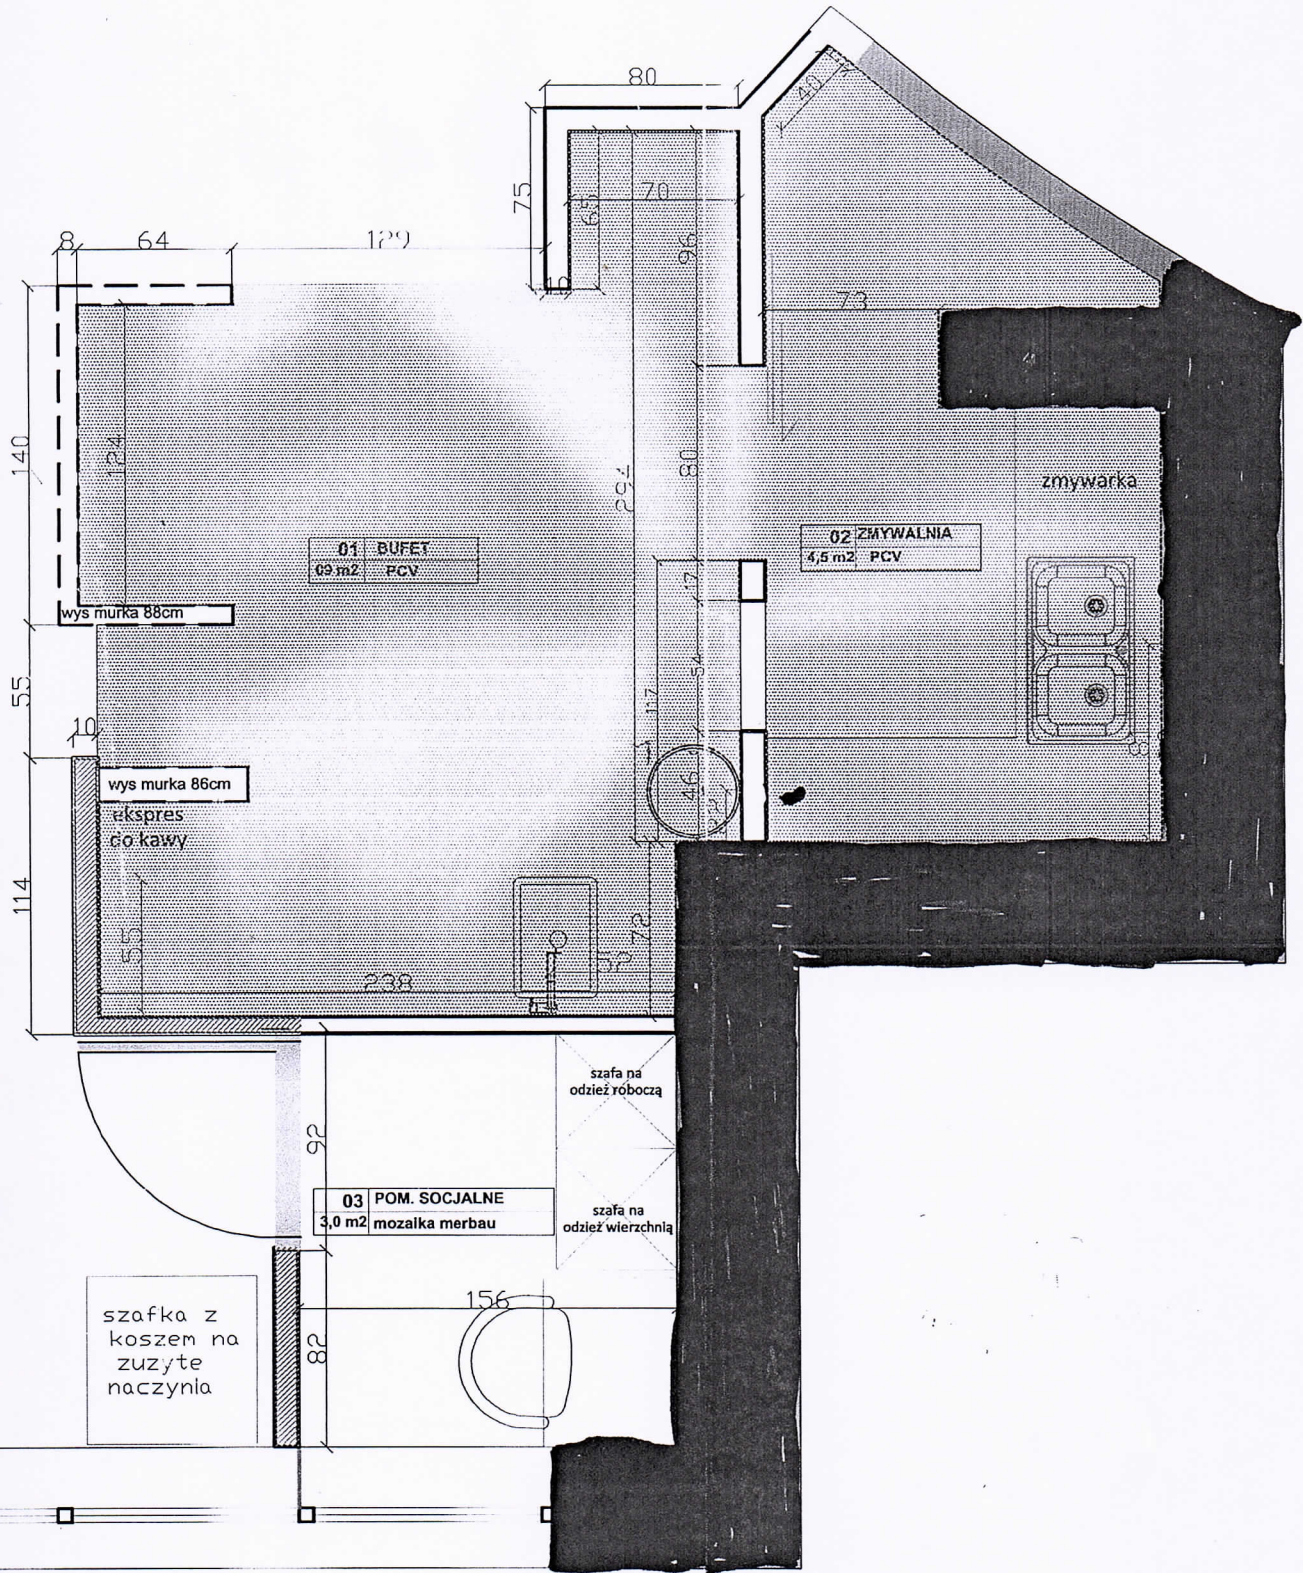 80
40
75
65
70
96
8
64
129
15
73
140
124
294
80
zmywarka
01 BUFET
09 m2 PCV
02 ZMYWALNIA
4,5 m2 PCV
17
wys murka 88cm
54
117
55
10
46
wys murka 86cm
ekspres
do kawy
114
55
72
52
238
szafa na
odzież roboczą
92
03 POM. SOCJALNE
3,0 m2 mozaika merbau
szafa na
odzież wierzchnią
156
82
szafka z
koszem na
zuzyte
naczynia